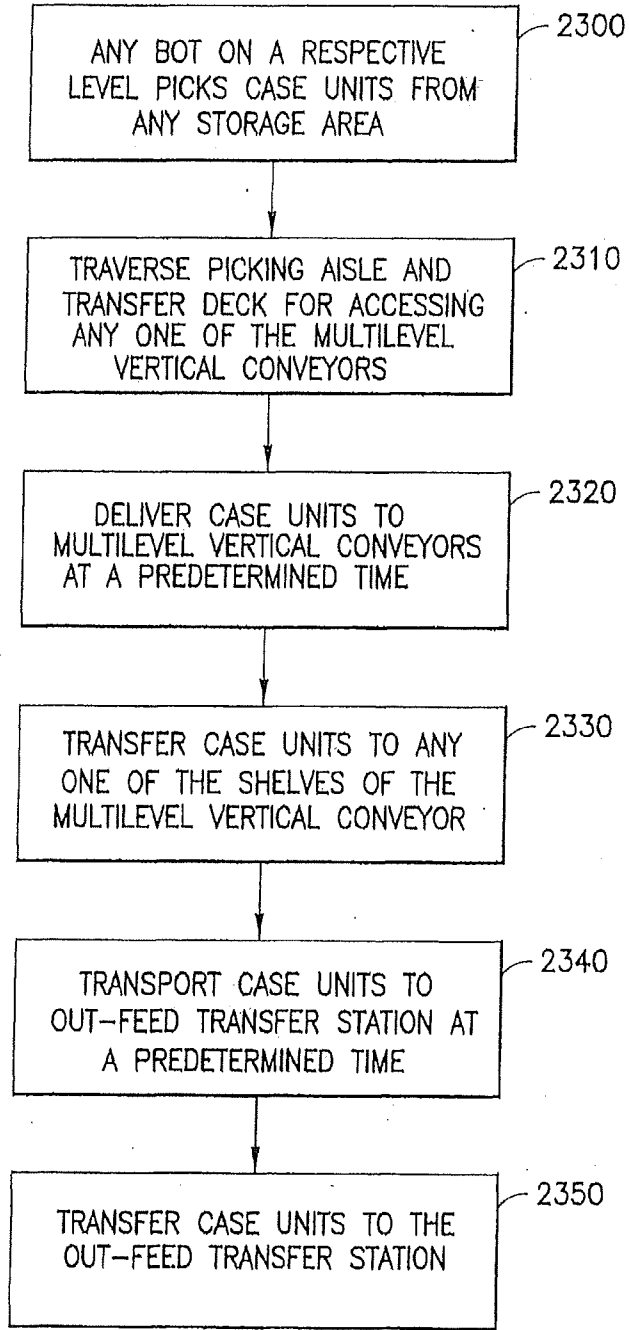 ANY BOT ON A RESPECTIVE
LEVEL PICKS CASE UNITS FROM
ANY STORAGE AREA
2300
TRAVERSE PICKING AISLE AND
TRANSFER DECK FOR ACCESSING
ANY ONE OF THE MULTILEVEL
VERTICAL CONVEYORS
2310
DELIVER CASE UNITS TO
MULTILEVEL VERTICAL CONVEYORS
AT A PREDETERMINED TIME
2320
TRANSFER CASE UNITS TO ANY
ONE OF THE SHELVES OF THE
MULTILEVEL VERTICAL CONVEYOR
2330
TRANSPORT CASE UNITS TO
OUT-FEED TRANSFER STATION AT
A PREDETERMINED TIME
2340
TRANSFER CASE UNITS TO THE
OUT-FEED TRANSFER STATION
2350